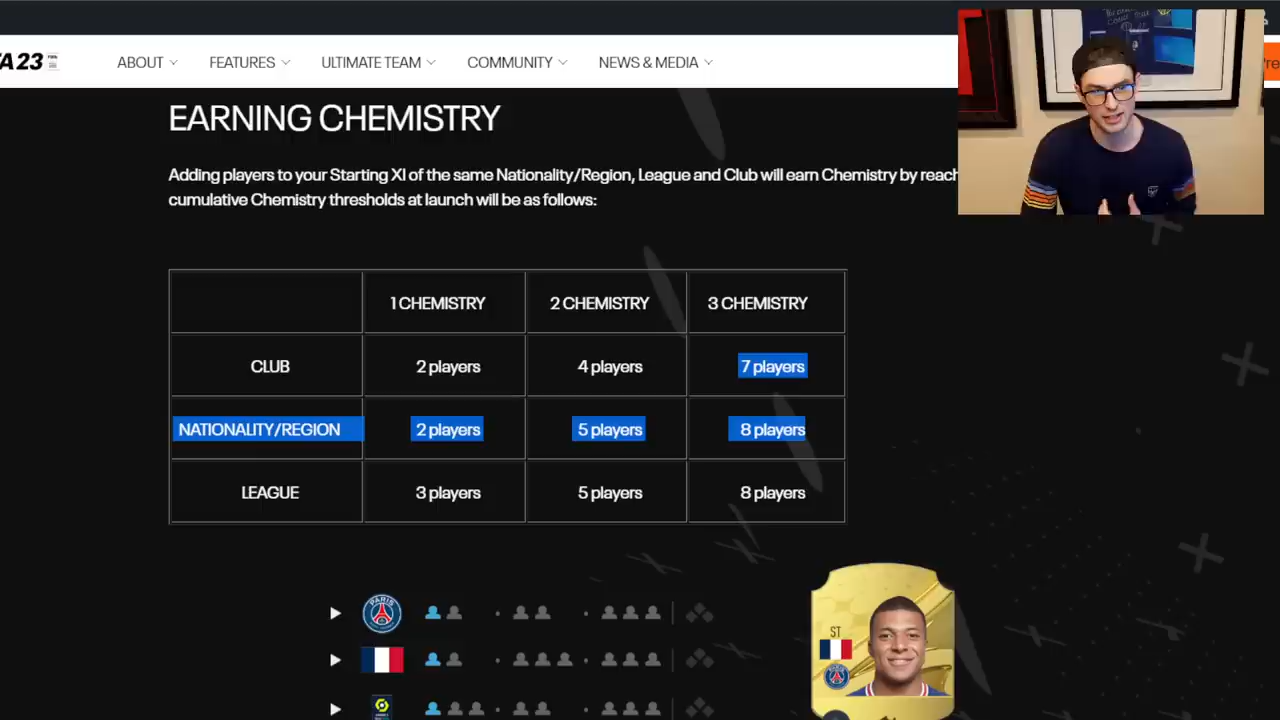 FA 23
ABOUT
FEATURES
ULTIMATE TEAM
COMMUNITY
NEWS & MEDIA
EARNING CHEMISTRY
Adding players to your Starting XI of the same Nationality/Region, League and Club will earn Chemistry by reach
cumulative Chemistry thresholds at launch will be as follows:
1 CHEMISTRY 2 CHEMISTRY 3 CHEMISTRY
CLUB 2 players 4 players 7 players
NATIONALITY/REGION 2 players 5 players 8 players
LEAGUE 3 players 5 players 8 players
PARIS
ST